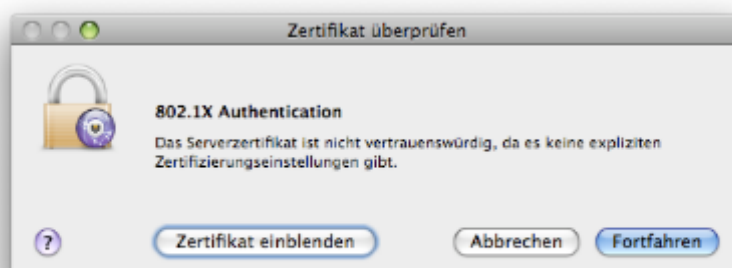 Zertifikat überprüfen
802.1X Authentication
Das Serverzertifikat ist nicht vertrauenswürdig, da es keine expliziten
Zertifizierungseinstellungen gibt.
?
Zertifikat einblenden
Abbrechen
Fortfahren